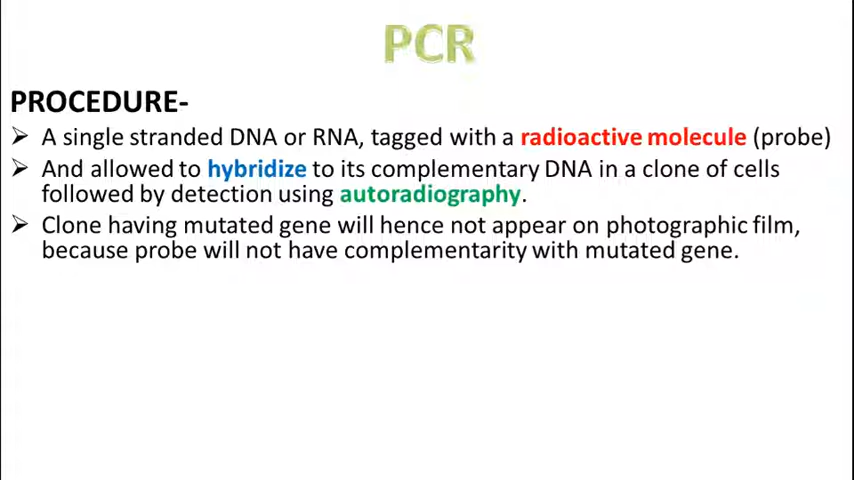 PCR
PROCEDURE-
➢ A single stranded DNA or RNA, tagged with a radioactive molecule (probe)
➢ And allowed to hybridize to its complementary DNA in a clone of cells
followed by detection using autoradiography.
➢ Clone having mutated gene will hence not appear on photographic film,
because probe will not have complementarity with mutated gene.